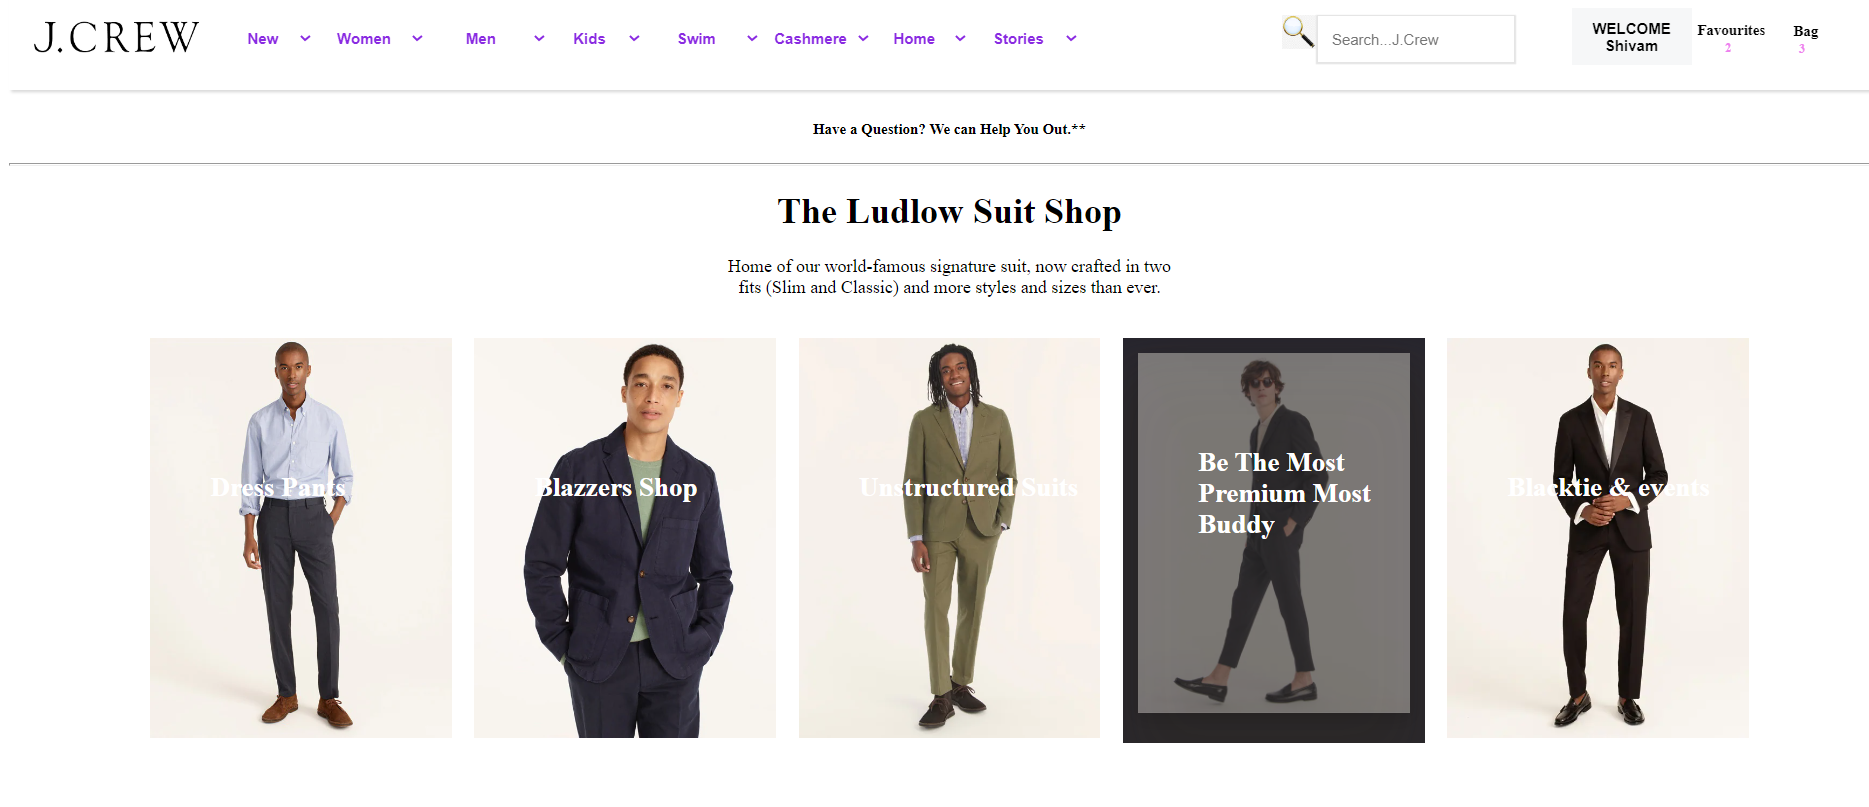 J.CREW
New Women Men Kids Swim Cashmere Home Stories
Search...J.Crew
WELCOME
Shivam
Favourites
2
Bag
3
Have a Question? We can Help You Out.**
The Ludlow Suit Shop
Home of our world-famous signature suit, now crafted in two
fits (Slim and Classic) and more styles and sizes than ever.
Dress Pants
Blazzers Shop
Unstructured Suits
Be The Most
Premium Most
Buddy
Blacktie & events